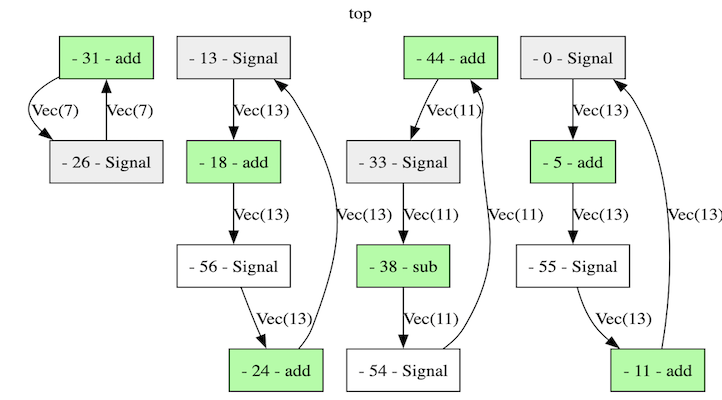 top
- 31 - add
- 13 - Signal
- 44 - add
- 0 - Signal
Vec(7)
Vec(7)
Vec(13)
Vec(11)
Vec(13)
- 26 - Signal
- 18 - add
- 33 - Signal
- 5 - add
Vec(13)
Vec(13)
Vec(11)
Vec(11)
Vec(13)
Vec(13)
- 56 - Signal
- 38 - sub
- 55 - Signal
Vec(13)
Vec(11)
Vec(13)
- 24 - add
- 54 - Signal
- 11 - add